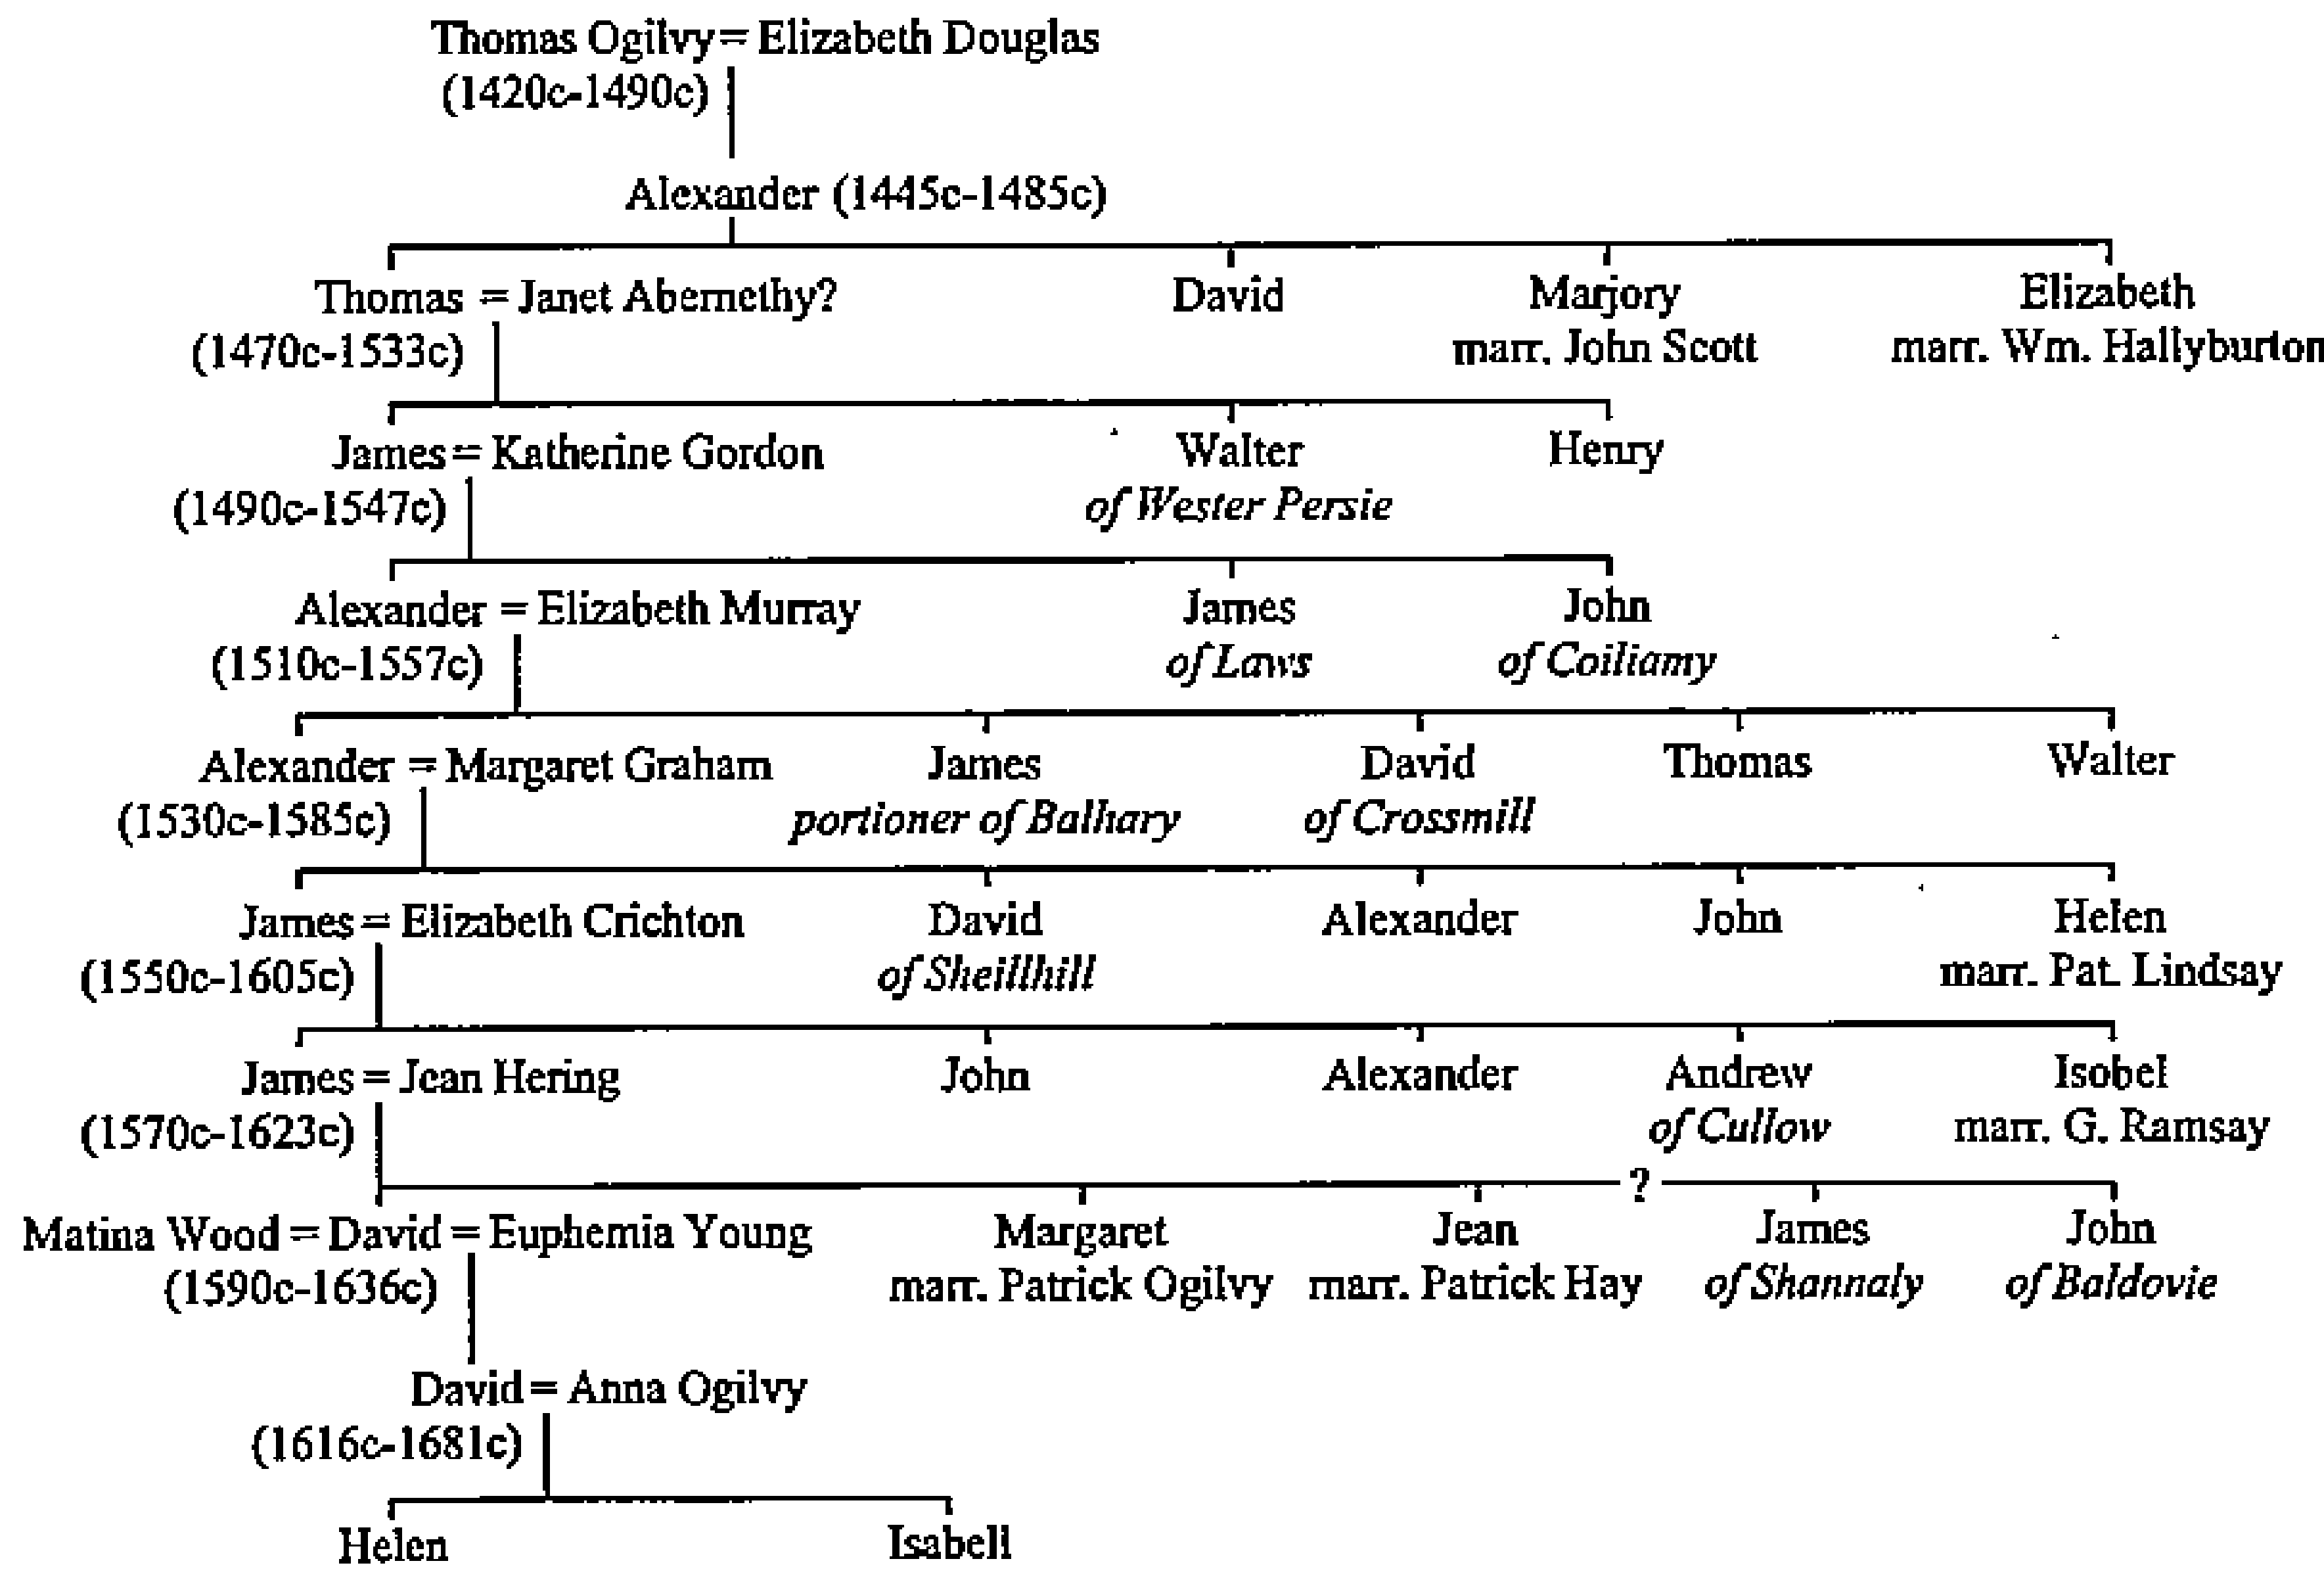 Thomas Ogilvy = Elizabeth Douglas
(1420c-1490c)
Alexander (1445c-1485c)
Thomas = Janet Abernethy? David Marjory Elizabeth
(1470c-1533c) marr. John Scott marr. Wm. Hallyburton
James = Katherine Gordon Walter Henry
(1490c-1547c) of Wester Persie
Alexander = Elizabeth Murray James John
(1510c-1557c) of Laws of Coiliamy
Alexander = Margaret Graham James David Thomas Walter
(1530c-1585c) portioner of Balhary of Crossmill
James = Elizabeth Crichton David Alexander John Helen
(1550c-1605c) of Sheillhill marr. Pat. Lindsay
James = Jean Hering John Alexander Andrew Isobel
(1570c-1623c) of Cullow marr. G. Ramsay
?
Matina Wood = David = Euphemia Young Margaret Jean James John
(1590c-1636c) marr. Patrick Ogilvy marr. Patrick Hay of Shannaly of Baldovie
David = Anna Ogilvy
(1616c-1681c)
Helen Isabell